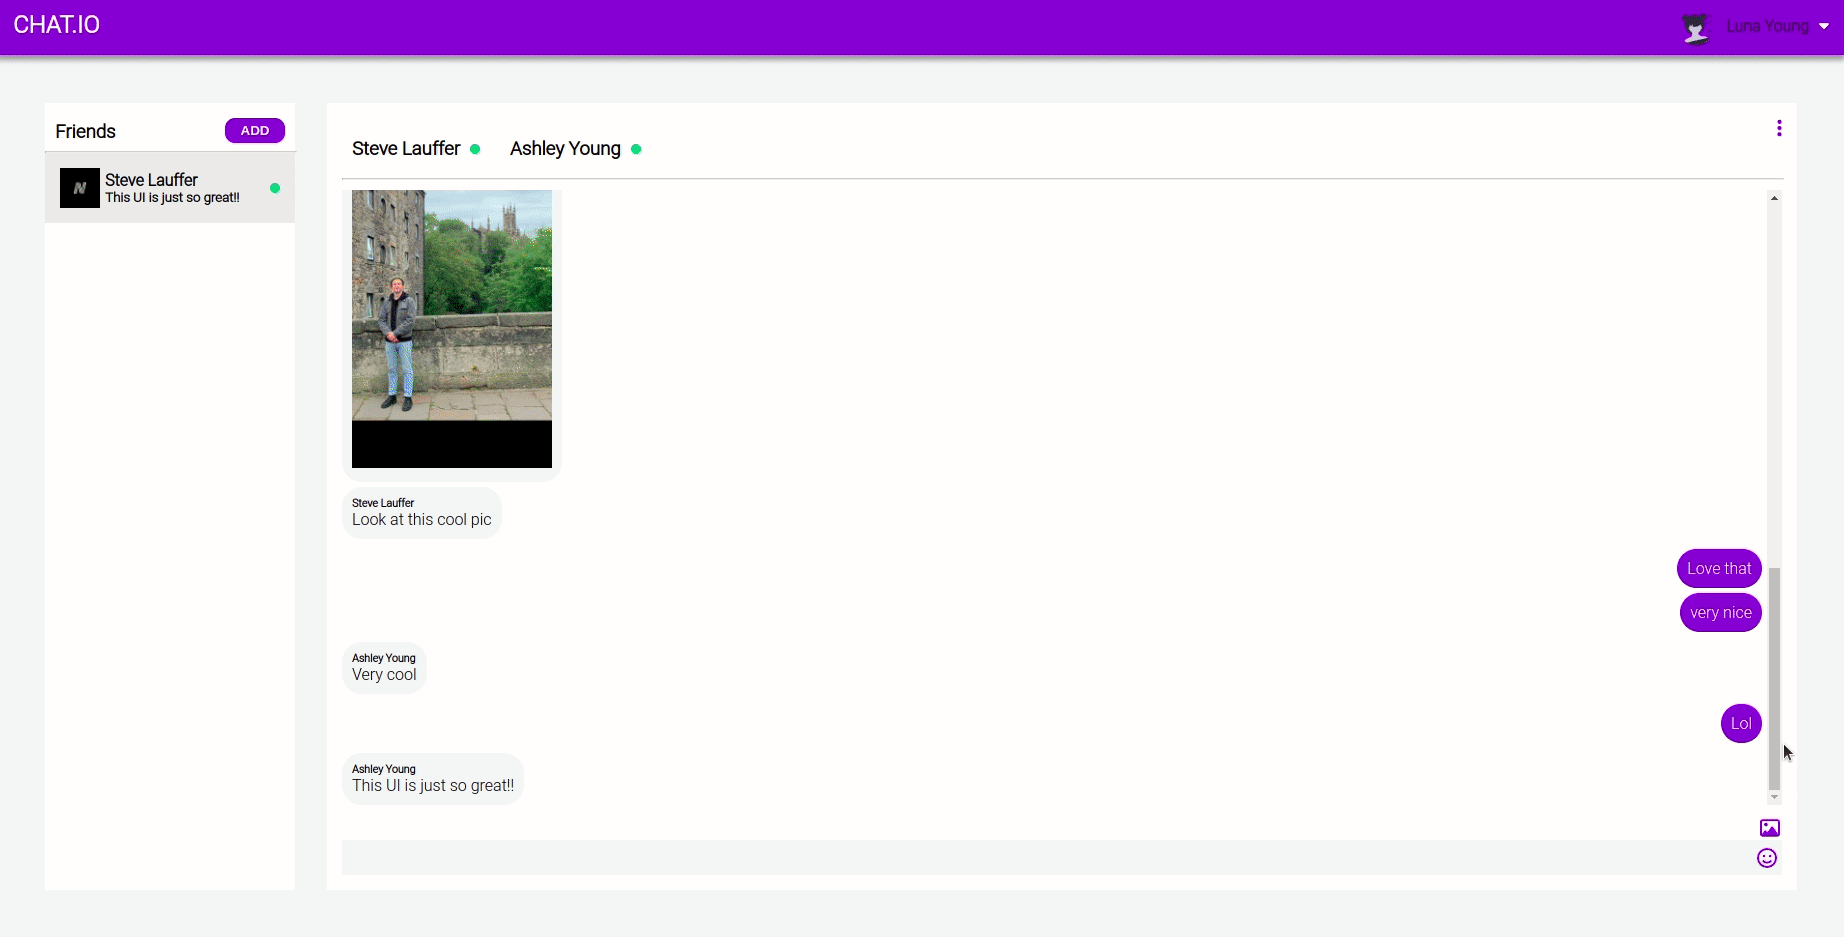 CHAT.IO
Luna Young
Friends
ADD
N
Steve Lauffer
This UI is just so great!!
Steve Lauffer
Ashley Young
Steve Lauffer
Look at this cool pic
Love that
very nice
Ashley Young
Very cool
Lol
Ashley Young
This UI is just so great!!